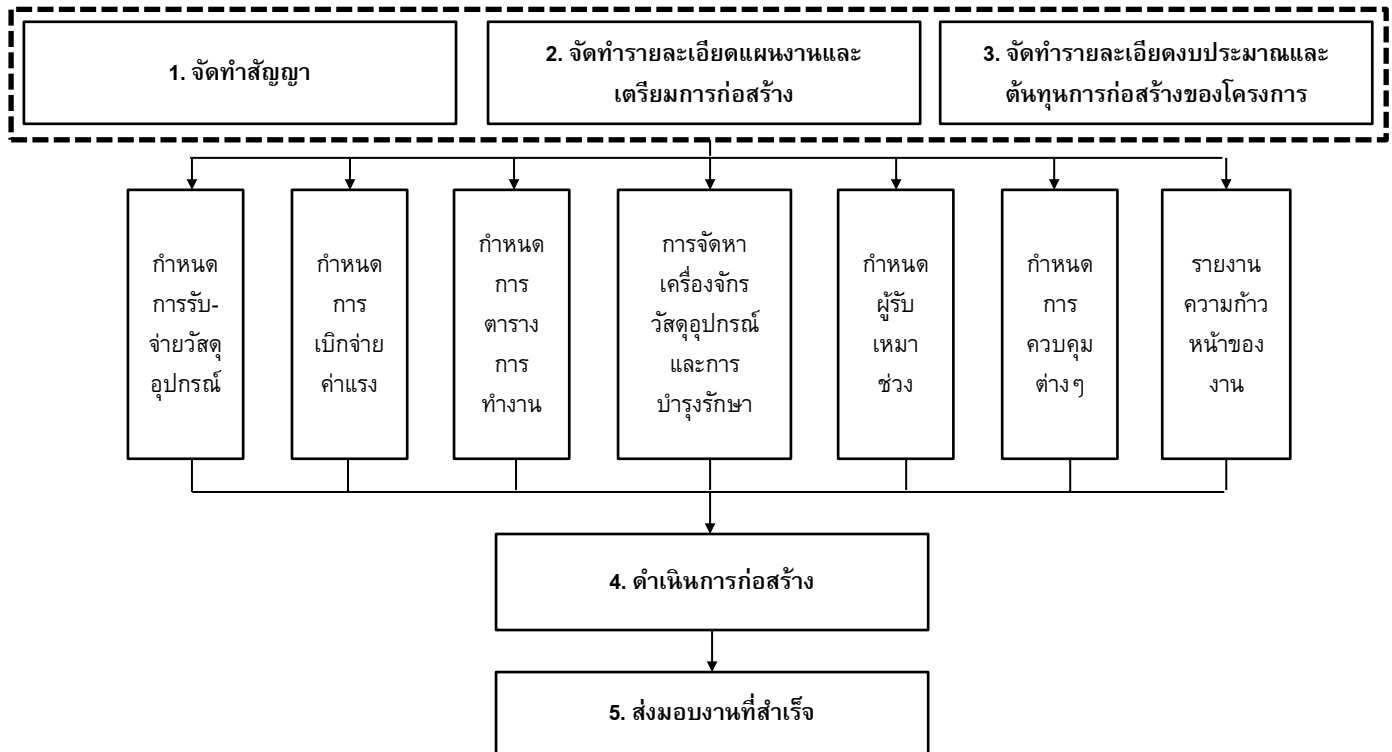 1. จัดทำสัญญา
2. จัดทำรายละเอียดแผนงานและ
เตรียมการก่อสร้าง
3. จัดทำรายละเอียดงบประมาณและ
ต้นทุนการก่อสร้างของโครงการ
กำหนด
การรับ-
จ่ายวัสดุ
อุปกรณ์
กำหนด
การ
เบิกจ่าย
ค่าแรง
กำหนด
การ
ตาราง
การ
ทำงาน
การจัดหา
เครื่องจักร
วัสดุอุปกรณ์
และการ
บำรุงรักษา
กำหนด
ผู้รับ
เหมา
ช่วง
กำหนด
การ
ควบคุม
ต่างๆ
รายงาน
ความก้าว
หน้าของ
งาน
4. ดำเนินการก่อสร้าง
5. ส่งมอบงานที่สำเร็จ